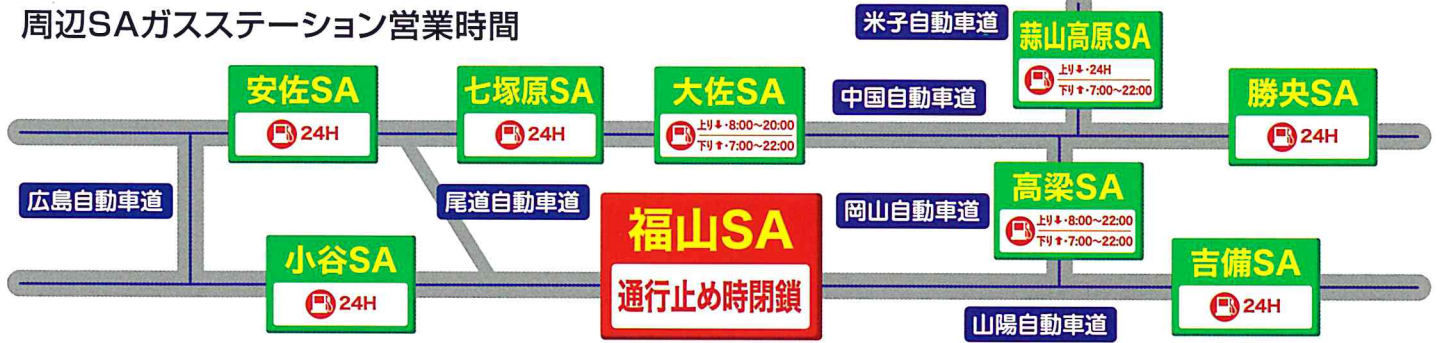 周辺SAガスステーション営業時間
米子自動車道
蒜山高原SA
上り⬇・24H
下り⬆・7:00~22:00
安佐SA
24H
七塚原SA
24H
大佐SA
上り⬇・8:00~20:00
下り⬆・7:00~22:00
中国自動車道
勝央SA
24H
広島自動車道
尾道自動車道
岡山自動車道
高梁SA
上り⬇・8:00~22:00
下り⬆・7:00~22:00
小谷SA
24H
福山SA
通行止め時閉鎖
吉備SA
24H
山陽自動車道